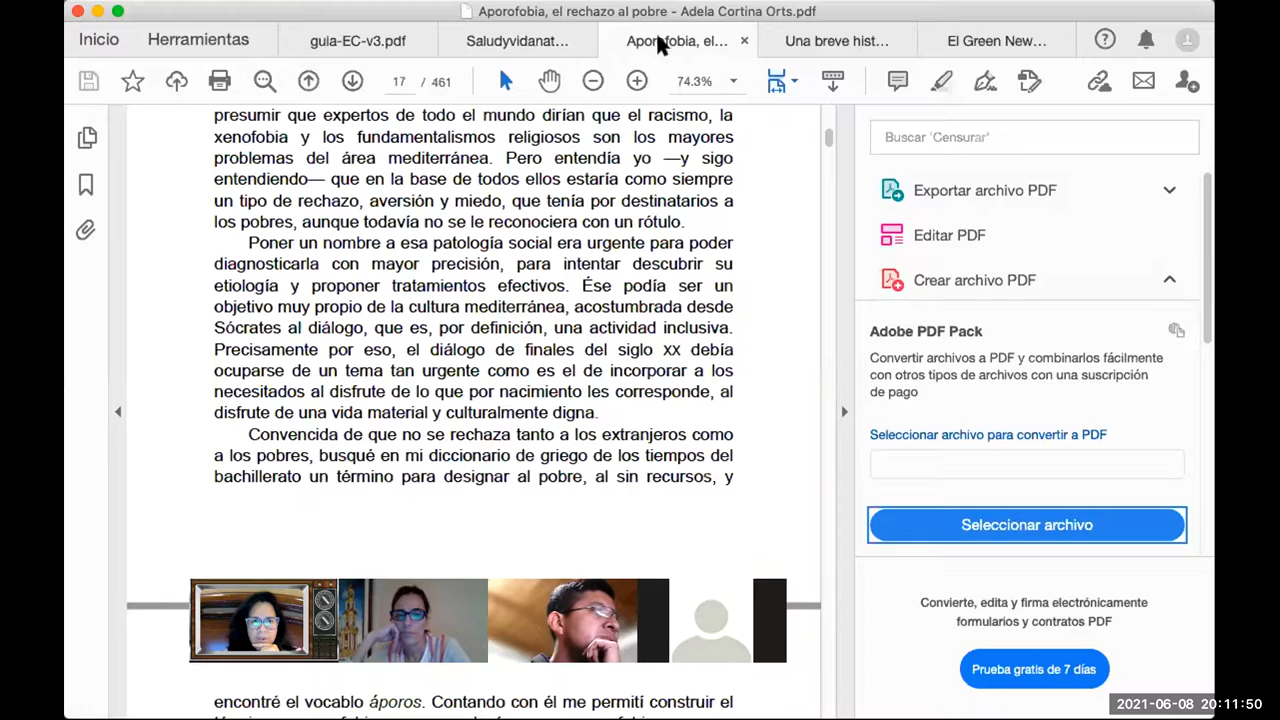 Aporofobia, el rechazo al pobre - Adela Cortina Orts.pdf
Inicio
Herramientas
guia-EC-v3.pdf
Saludyvidanat...
Aporofobia, el...
Una breve hist...
El Green New...
17 / 461
74.3%
presumir que expertos de todo el mundo dirían que el racismo, la
xenofobia y los fundamentalismos religiosos son los mayores
problemas del área mediterránea. Pero entendía yo —y sigo
entendiendo— que en la base de todos ellos estaría como siempre
un tipo de rechazo, aversión y miedo, que tenía por destinatarios a
los pobres, aunque todavía no se le reconociera con un rótulo.
Poner un nombre a esa patología social era urgente para poder
diagnosticarla con mayor precisión, para intentar descubrir su
etiología y proponer tratamientos efectivos. Ése podía ser un
objetivo muy propio de la cultura mediterránea, acostumbrada desde
Sócrates al diálogo, que es, por definición, una actividad inclusiva.
Precisamente por eso, el diálogo de finales del siglo XX debía
ocuparse de un tema tan urgente como es el de incorporar a los
necesitados al disfrute de lo que por nacimiento les corresponde, al
disfrute de una vida material y culturalmente digna.
Convencida de que no se rechaza tanto a los extranjeros como
a los pobres, busqué en mi diccionario de griego de los tiempos del
bachillerato un término para designar al pobre, al sin recursos, y
encontré el vocablo áporos. Contando con él me permití construir el
Buscar 'Censurar'
Exportar archivo PDF
Editar PDF
Crear archivo PDF
Adobe PDF Pack
Convertir archivos a PDF y combinarlos fácilmente
con otros tipos de archivos con una suscripción
de pago
Seleccionar archivo para convertir a PDF
Seleccionar archivo
Convierte, edita y firma electrónicamente
formularios y contratos PDF
Prueba gratis de 7 días
2021-06-08 20:11:50